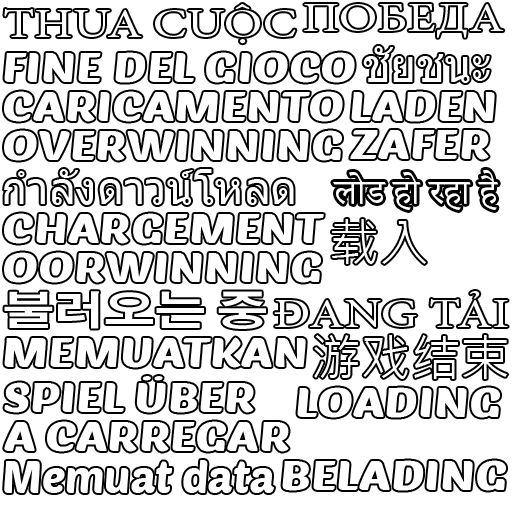 THUA CUỘC ПОБЕДА
FINE DEL GIOCO ชัยชนะ
CARICAMENTO LADEN
OVERWINNING ZAFER
กำลังดาวน์โหลด लोड हो रहा है
CHARGEMENT 载入
OORWINNING
불러오는 중 ĐANG TẢI
MEMUATKAN 游戏结束
SPIEL ÜBER LOADING
A CARREGAR
Memuat data BELADING